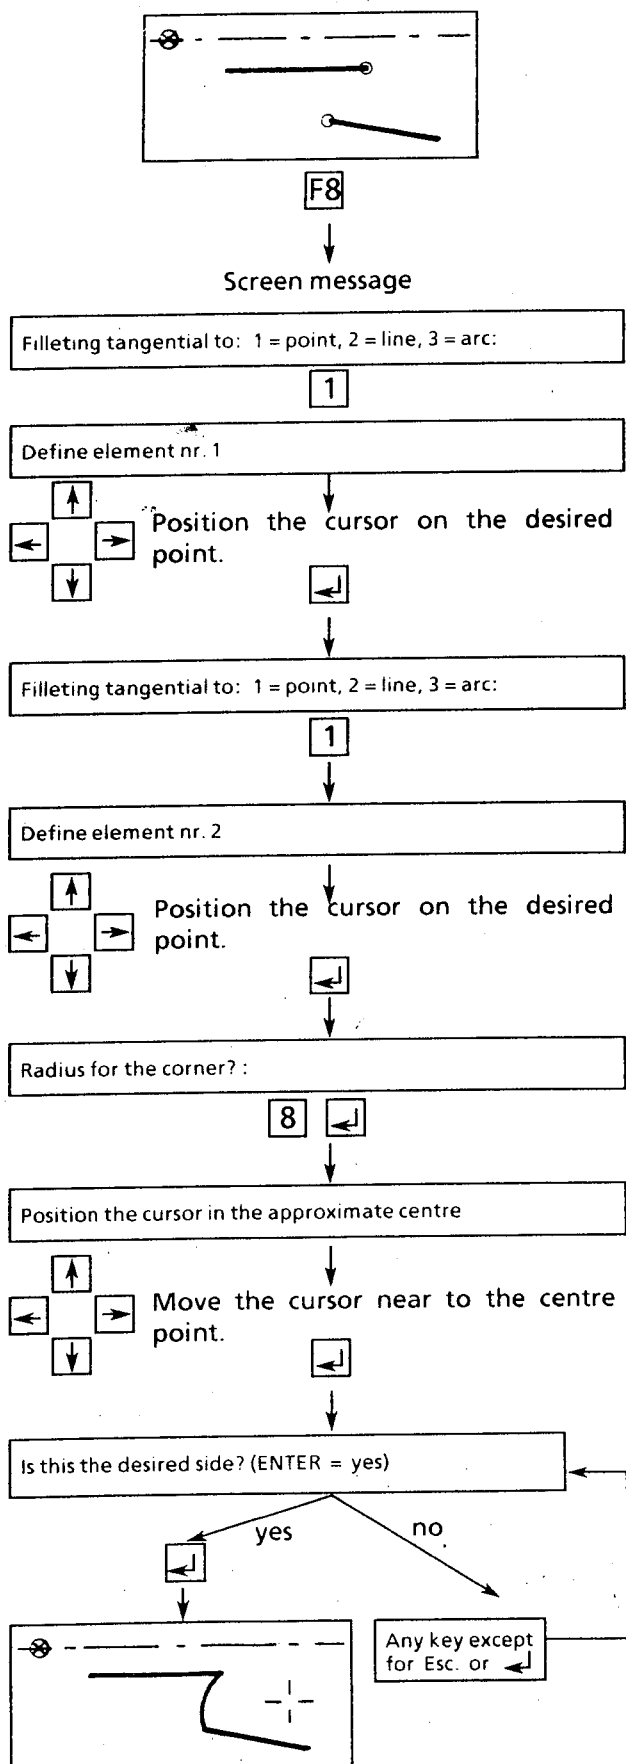 F8
Screen message
Filleting tangential to: 1 = point, 2 = line, 3 = arc:
1
Define element nr. 1
Position the cursor on the desired
point.
Filleting tangential to: 1 = point, 2 = line, 3 = arc:
1
Define element nr. 2
Position the cursor on the desired
point.
Radius for the corner? :
8
Position the cursor in the approximate centre
Move the cursor near to the centre
point.
Is this the desired side? (ENTER = yes)
yes
no
Any key except
for Esc. or ↵